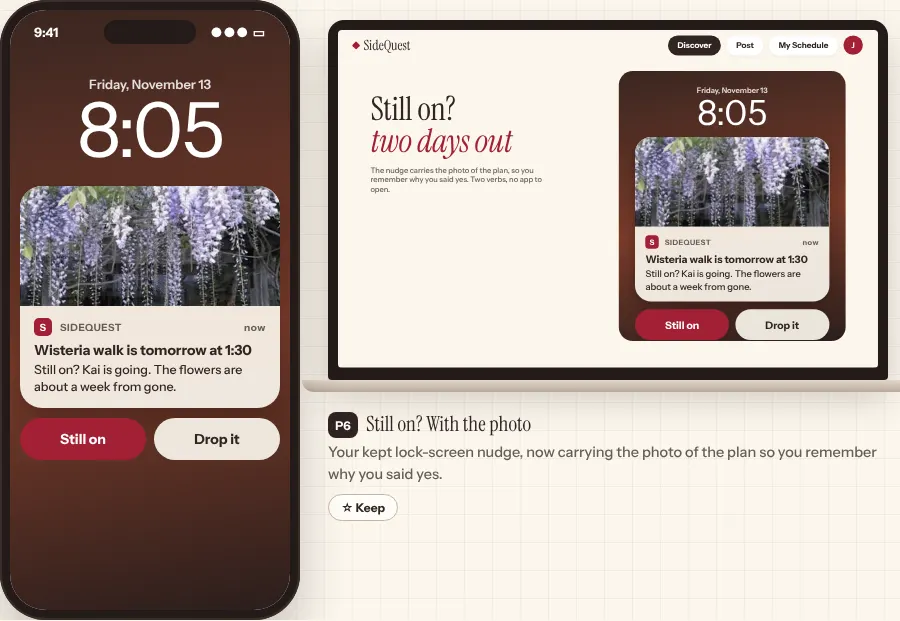 9:41
Friday, November 13
8:05
S SIDEQUEST now
Wisteria walk is tomorrow at 1:30
Still on? Kai is going. The flowers are
about a week from gone.
Still on Drop it
SideQuest Discover Post My Schedule J
Still on?
two days out
The nudge carries the photo of the plan, so you
remember why you said yes. Two verbs, no app to
open.
Friday, November 13
8:05
S SIDEQUEST now
Wisteria walk is tomorrow at 1:30
Still on? Kai is going. The flowers are
about a week from gone.
Still on Drop it
P6 Still on? With the photo
Your kept lock-screen nudge, now carrying the photo of the plan so you remember
why you said yes.
☆ Keep